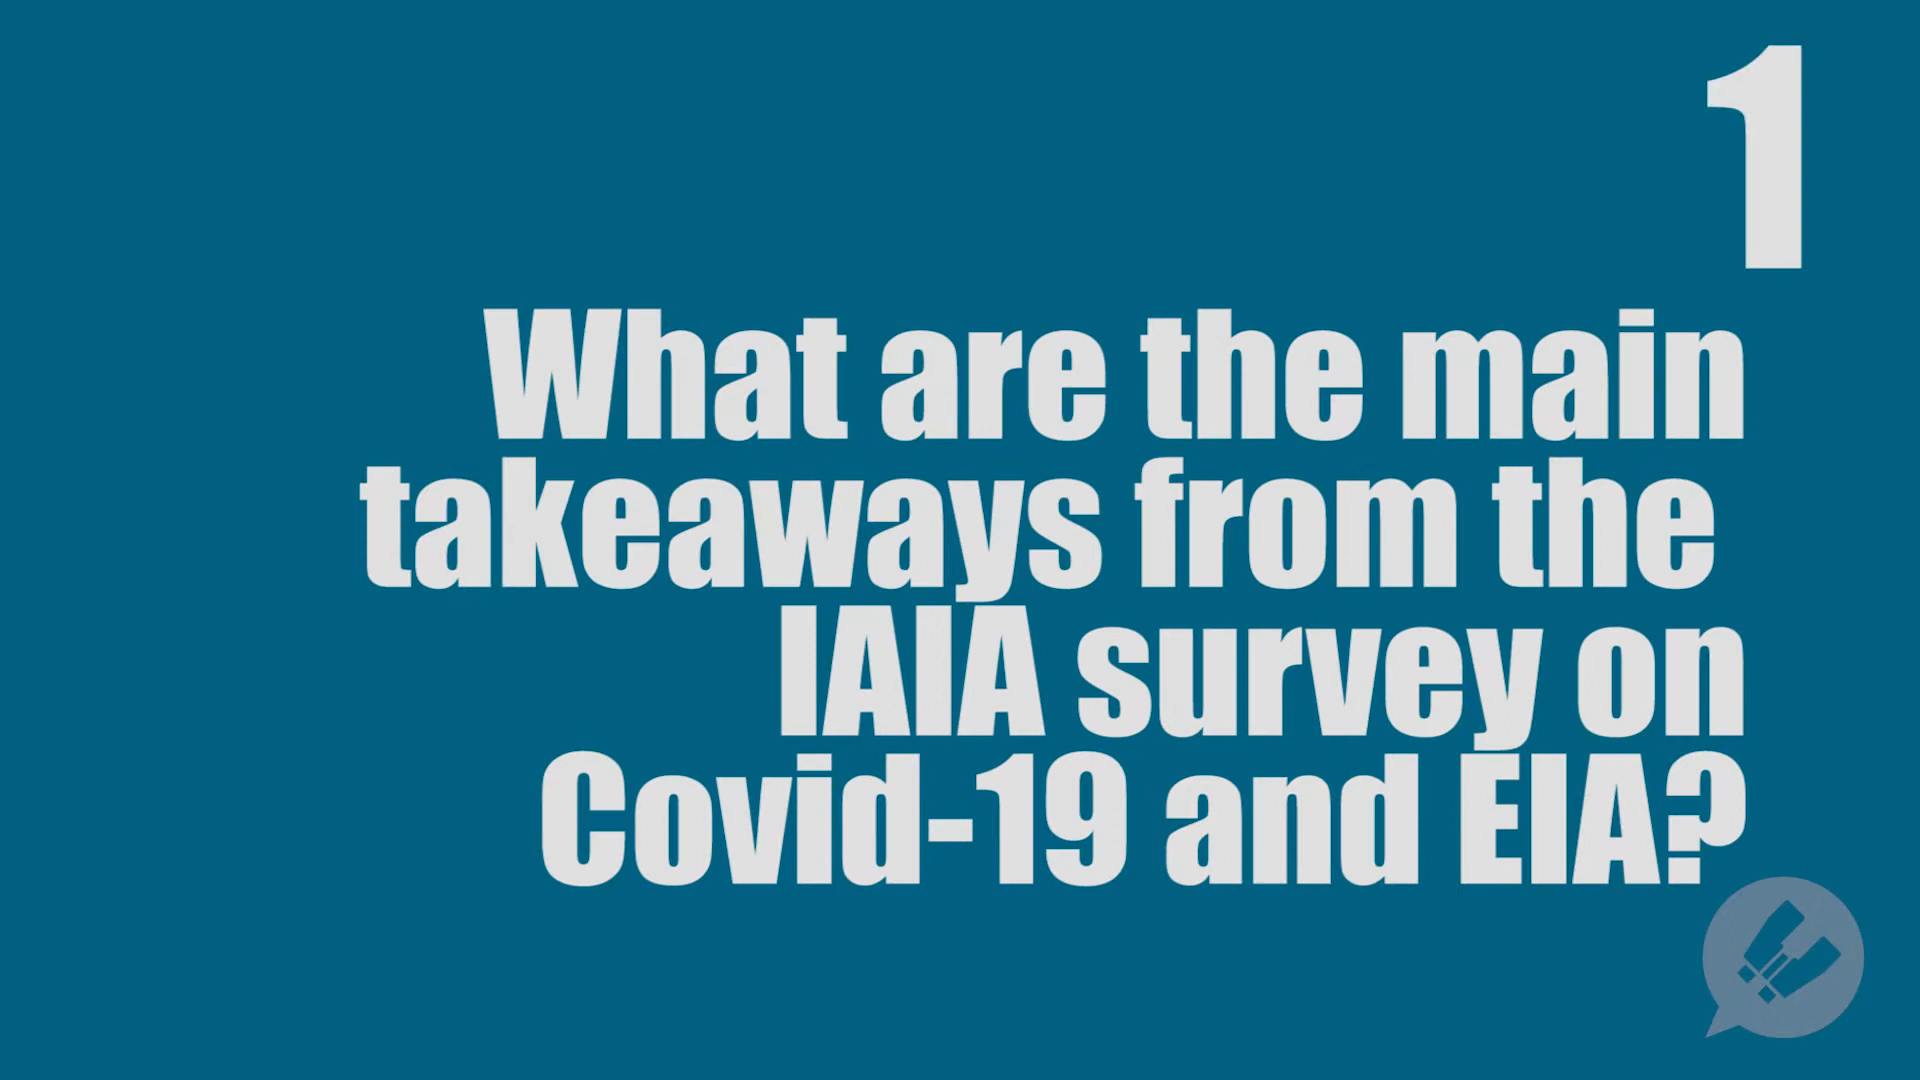 1
What are the main
takeaways from the
IAIA survey on
Covid-19 and EIA?